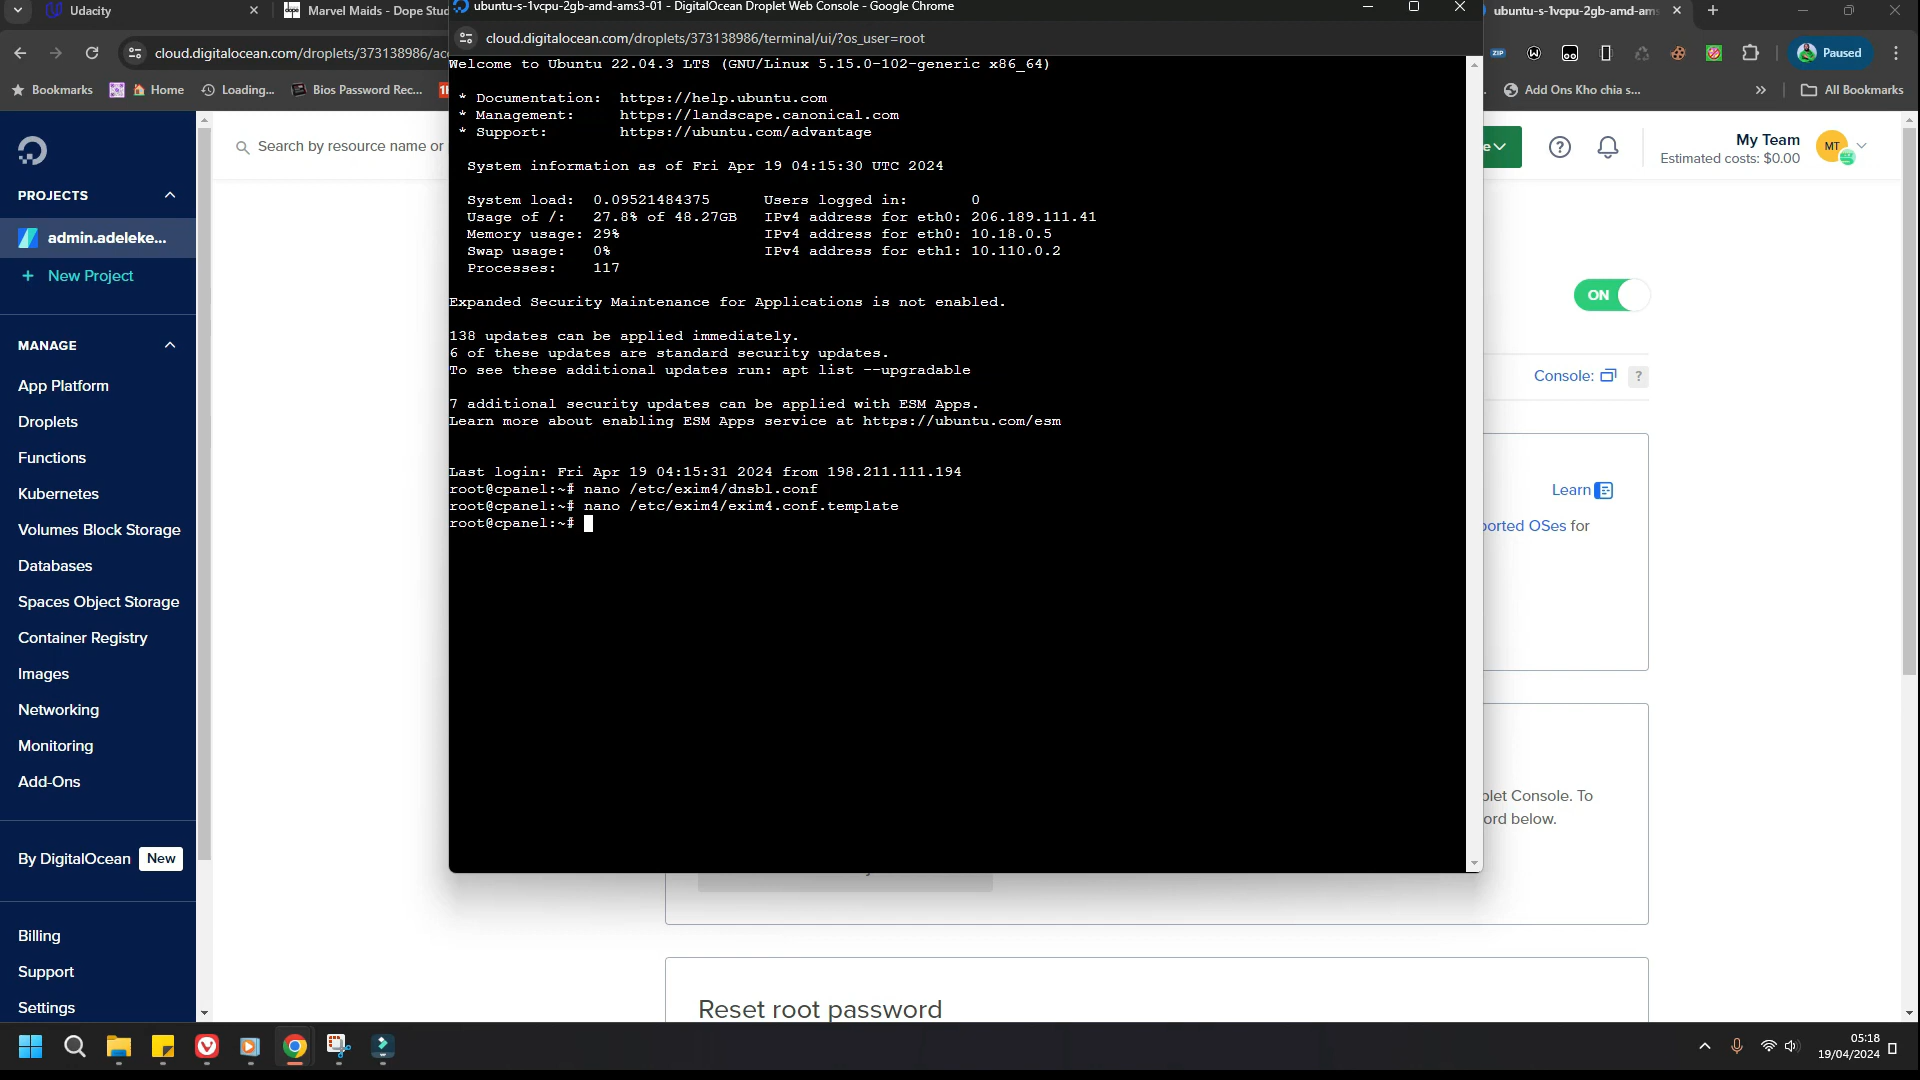 Udacity
Marvel Maids - Dope Stu
ubuntu-s-1vcpu-2gb-amd-ams3-01 - DigitalOcean Droplet Web Console - Google Chrome
ubuntu-s-1vcpu-2gb-amd-am
cloud.digitalocean.com/droplets/373138986/ac
cloud.digitalocean.com/droplets/373138986/terminal/ui/?os_user=root
ZIP
Paused
Bookmarks
Home
Loading...
Bios Password Rec...
Add Ons Kho chia s...
All Bookmarks
PROJECTS
admin.adeleke...
+ New Project
MANAGE
App Platform
Droplets
Functions
Kubernetes
Volumes Block Storage
Databases
Spaces Object Storage
Container Registry
Images
Networking
Monitoring
Add-Ons
By DigitalOcean New
Billing
Support
Settings
Search by resource name or
Welcome to Ubuntu 22.04.3 LTS (GNU/Linux 5.15.0-102-generic x86_64)
* Documentation: https://help.ubuntu.com
* Management: https://landscape.canonical.com
* Support: https://ubuntu.com/advantage
System information as of Fri Apr 19 04:15:30 UTC 2024
System load: 0.09521484375 Users logged in: 0
Usage of /: 27.8% of 48.27GB IPv4 address for eth0: 206.189.111.41
Memory usage: 29% IPv4 address for eth0: 10.18.0.5
Swap usage: 0% IPv4 address for eth1: 10.110.0.2
Processes: 117
Expanded Security Maintenance for Applications is not enabled.
138 updates can be applied immediately.
6 of these updates are standard security updates.
To see these additional updates run: apt list --upgradable
7 additional security updates can be applied with ESM Apps.
Learn more about enabling ESM Apps service at https://ubuntu.com/esm
Last login: Fri Apr 19 04:15:31 2024 from 198.211.111.194
root@cpanel:~# nano /etc/exim4/dnsbl.conf
root@cpanel:~# nano /etc/exim4/exim4.conf.template
root@cpanel:~#
e
?
My Team
Estimated costs: $0.00
MT
ON
Console: ?
Learn
ported OSes for
plet Console. To
ord below.
Reset root password
05:18
19/04/2024